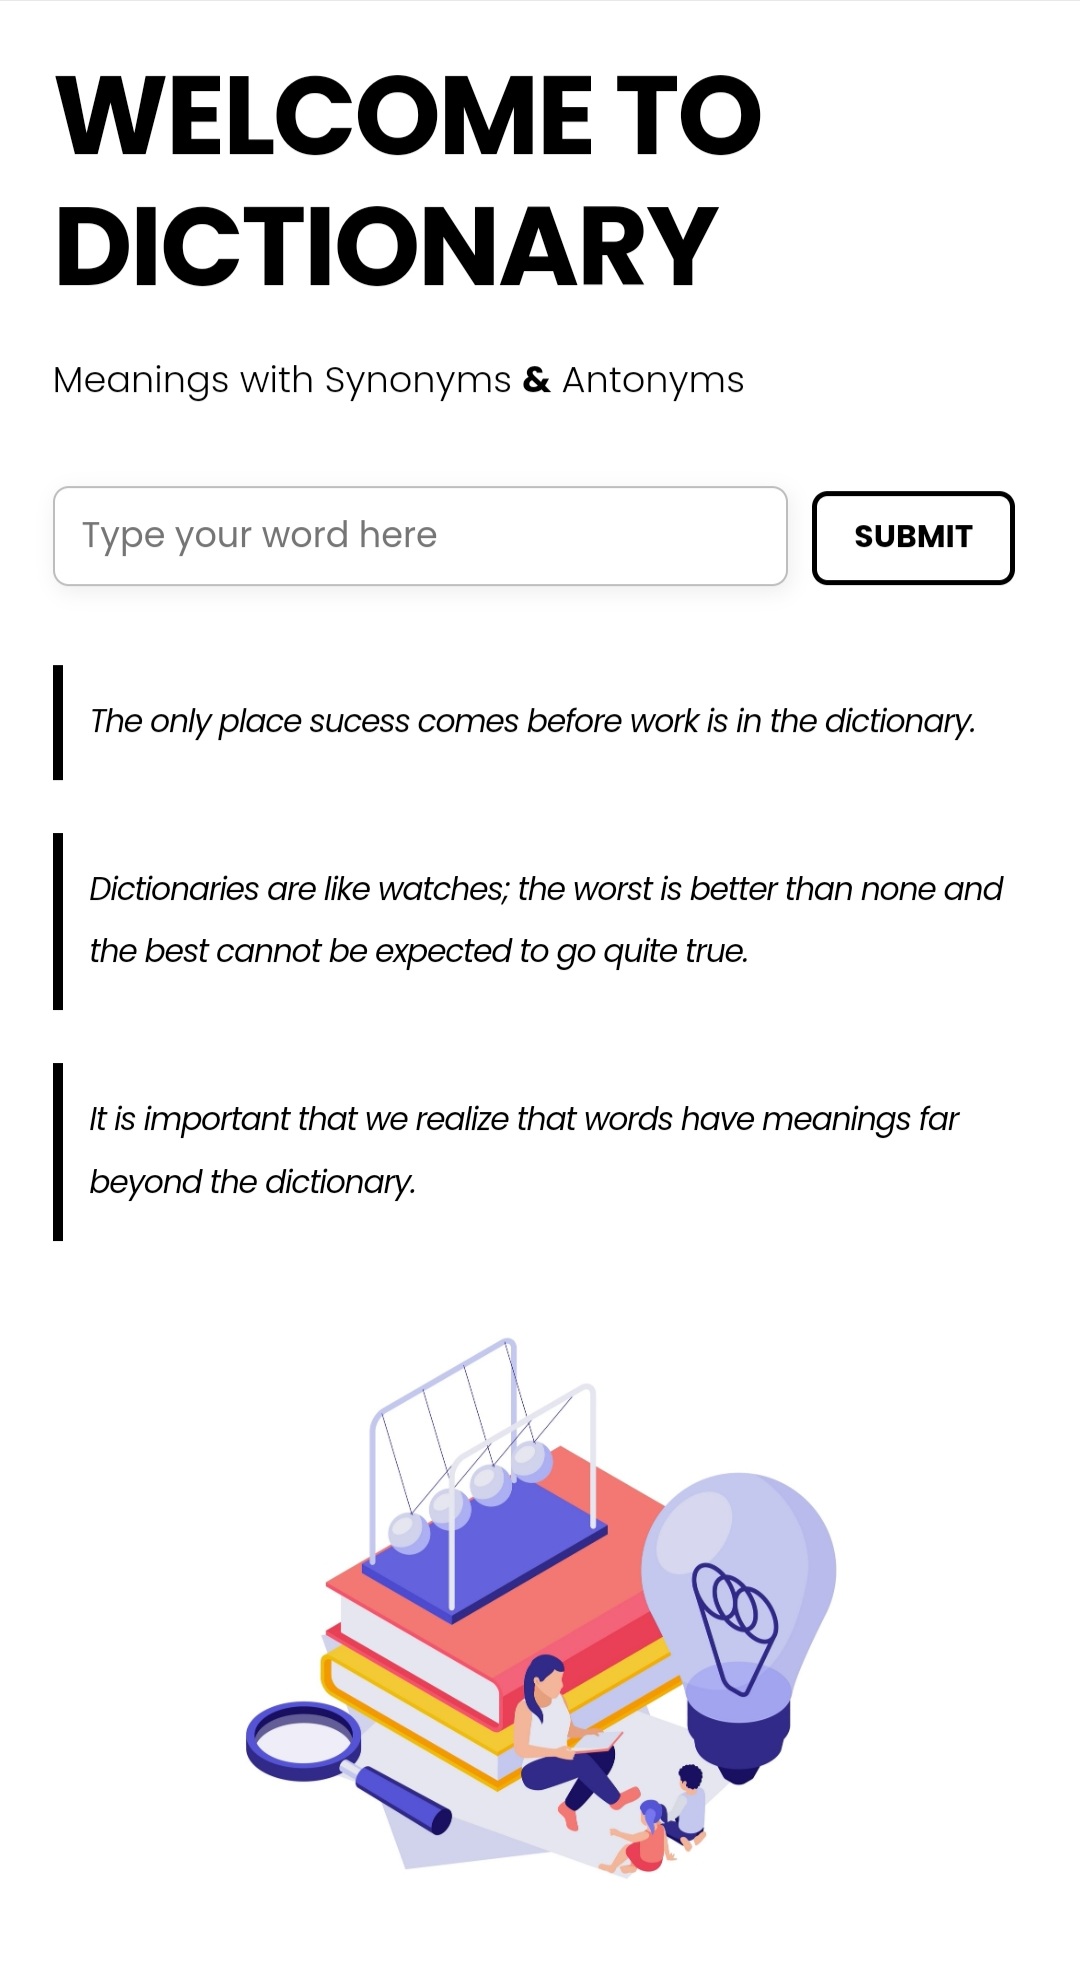 WELCOME TO
DICTIONARY
Meanings with Synonyms & Antonyms
Type your word here
SUBMIT
The only place sucess comes before work is in the dictionary.
Dictionaries are like watches; the worst is better than none and
the best cannot be expected to go quite true.
It is important that we realize that words have meanings far
beyond the dictionary.